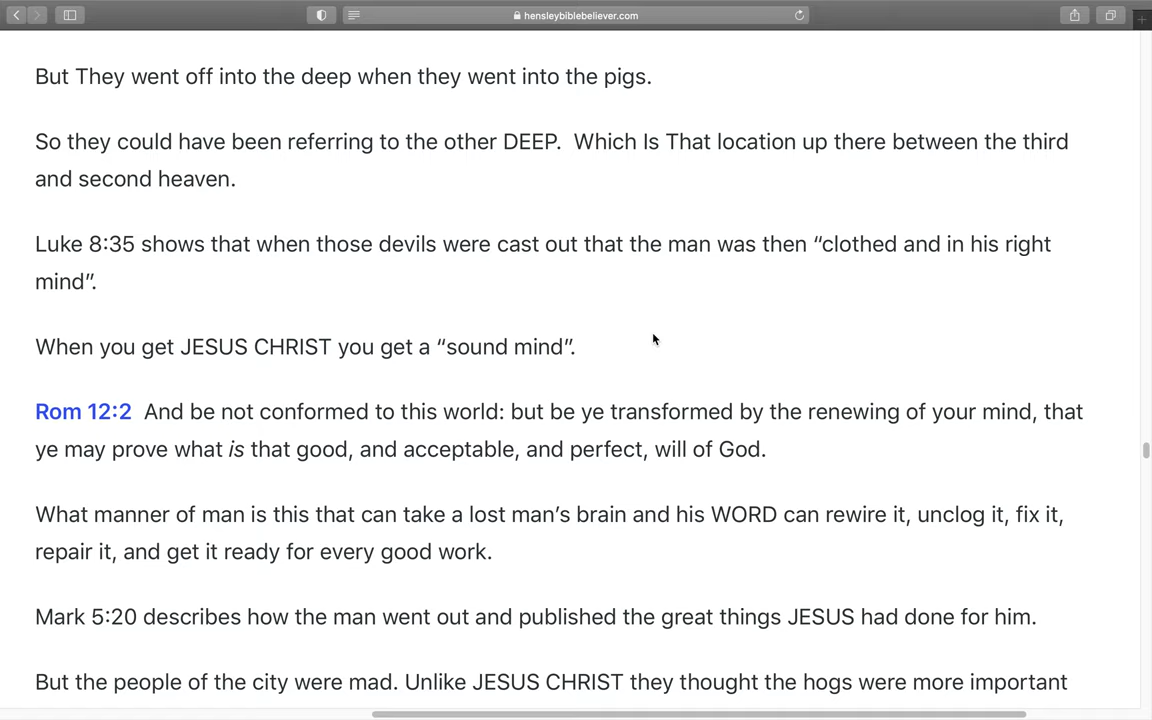 hensleybiblebeliever.com
But They went off into the deep when they went into the pigs.
So they could have been referring to the other DEEP.  Which Is That location up there between the third
and second heaven.
Luke 8:35 shows that when those devils were cast out that the man was then “clothed and in his right
mind”.
When you get JESUS CHRIST you get a “sound mind”.
Rom 12:2  And be not conformed to this world: but be ye transformed by the renewing of your mind, that
ye may prove what is that good, and acceptable, and perfect, will of God.
What manner of man is this that can take a lost man’s brain and his WORD can rewire it, unclog it, fix it,
repair it, and get it ready for every good work.
Mark 5:20 describes how the man went out and published the great things JESUS had done for him.
But the people of the city were mad. Unlike JESUS CHRIST they thought the hogs were more important